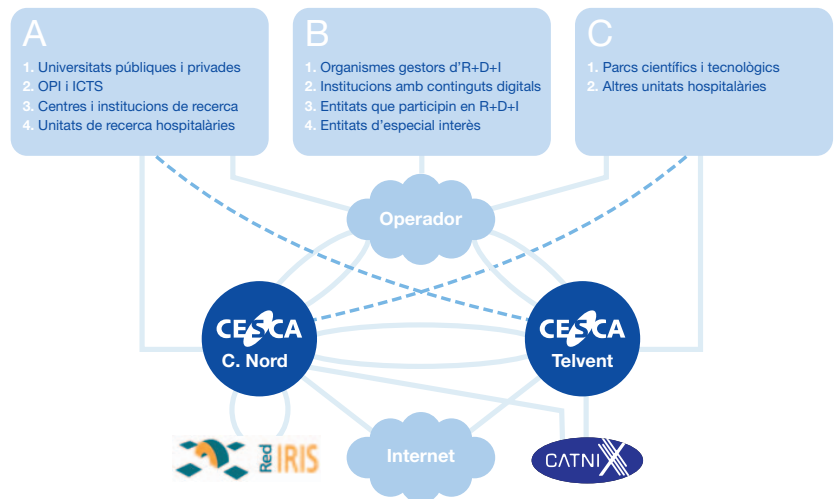 A
1. Universitats públiques i privades
2. OPI i ICTS
3. Centres i institucions de recerca
4. Unitats de recerca hospitalàries
B
1. Organismes gestors d'R+D+I
2. Institucions amb continguts digitals
3. Entitats que participin en R+D+I
4. Entitats d'especial interès
C
1. Parcs científics i tecnològics
2. Altres unitats hospitalàries
Operador
CESCA
C. Nord
CESCA
Telvent
Red IRIS
Internet
CATNIX